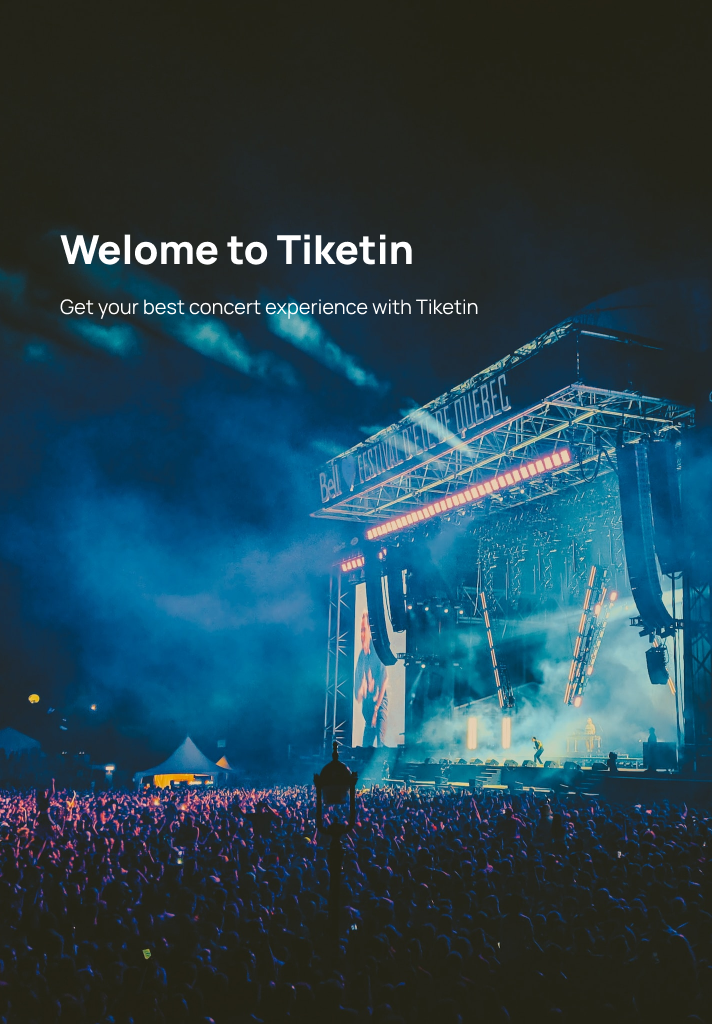 Welome to Tiketin
Get your best concert experience with Tiketin
Bell FESTIVAL D'ÉTÉ DE QUÉBEC